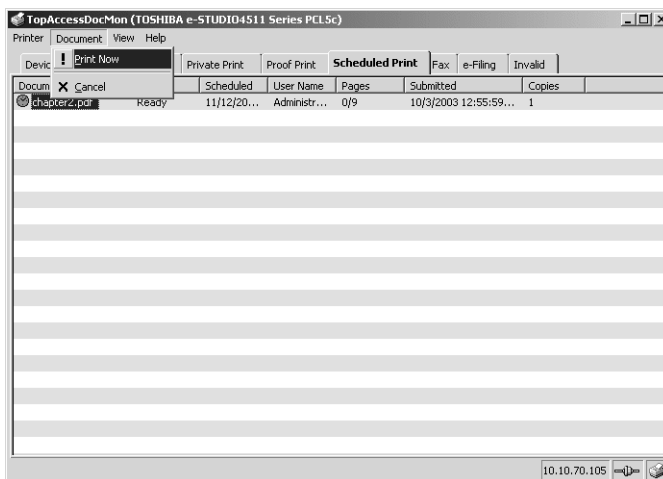 TopAccessDocMon (TOSHIBA e-STUDIO4511 Series PCL5c)
Printer Document View Help
Devic Private Print Proof Print Scheduled Print Fax e-Filing Invalid
! Print Now
Docum Scheduled User Name Pages Submitted Copies
X Cancel
chapter2.pdf Ready 11/12/20... Administr... 0/9 10/3/2003 12:55:59... 1
10.10.70.105